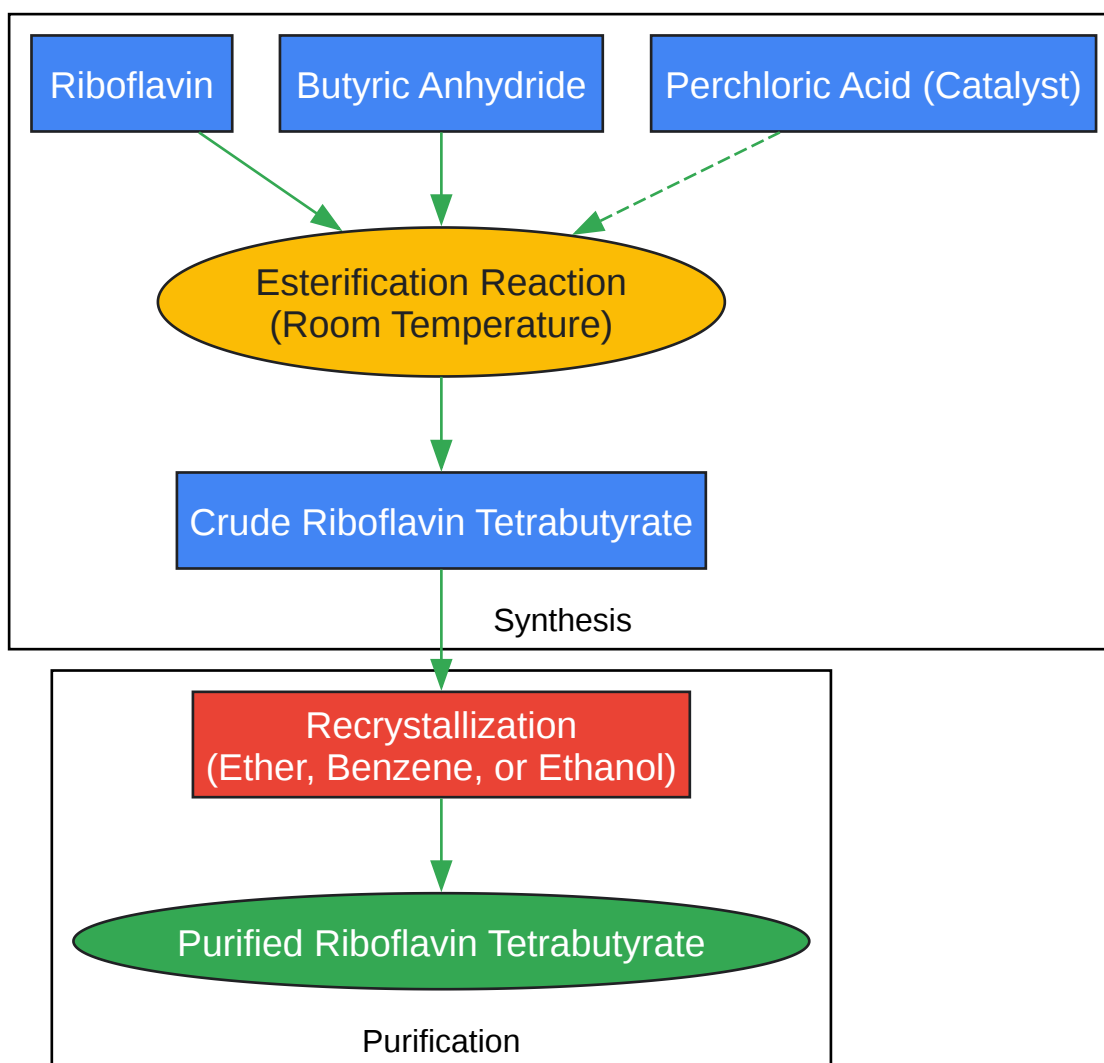 Riboflavin
Butyric Anhydride
Perchloric Acid (Catalyst)
Esterification Reaction
(Room Temperature)
Crude Riboflavin Tetrabutyrate
Synthesis
Recrystallization
(Ether, Benzene, or Ethanol)
Purified Riboflavin Tetrabutyrate
Purification